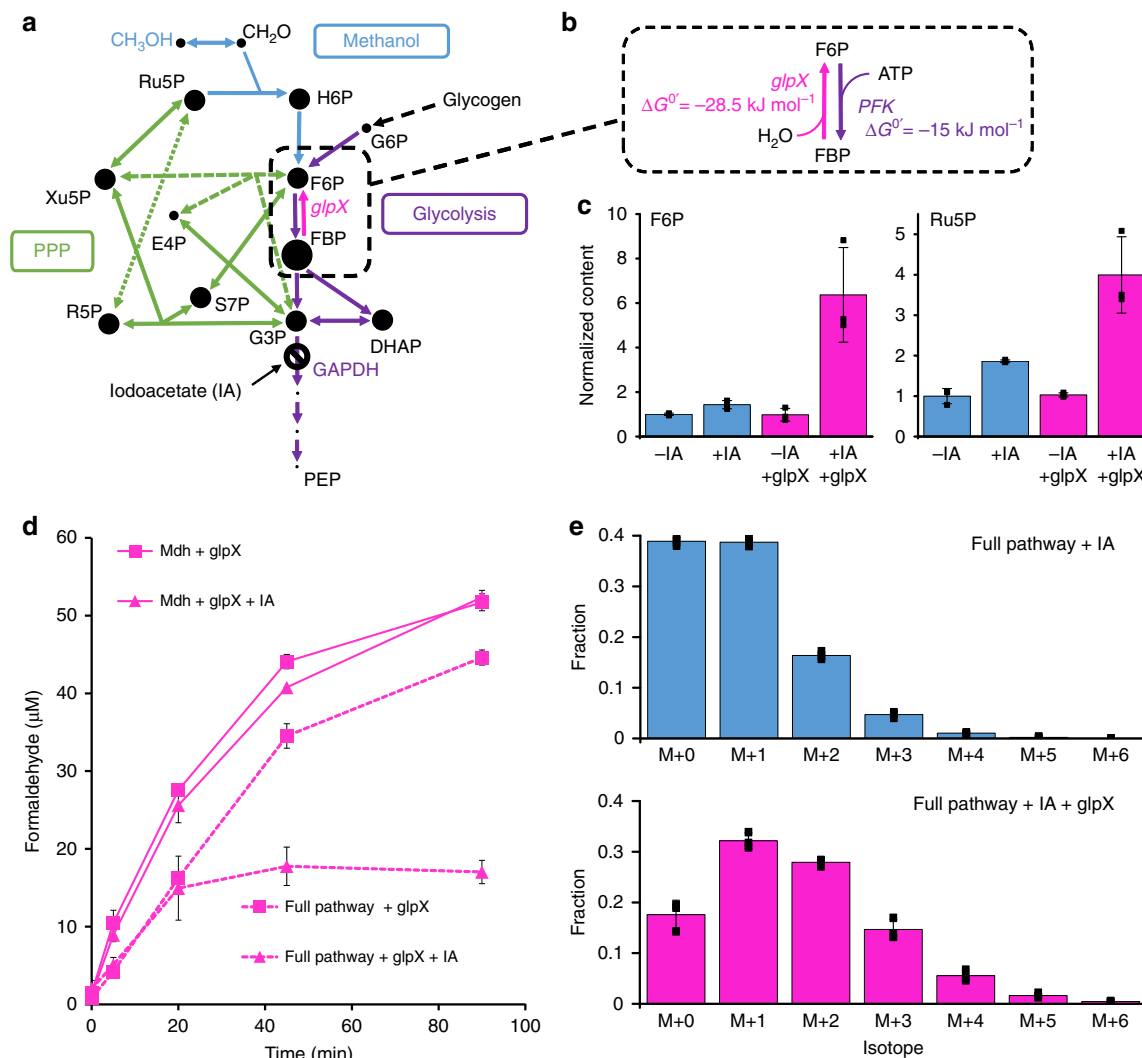 a
CH₃OH
CH₂O
Methanol
Ru5P
H6P
Glycogen
G6P
Xu5P
F6P
glpX
Glycolysis
E4P
FBP
PPP
R5P
S7P
G3P
DHAP
GAPDH
Iodoacetate (IA)
PEP
b
F6P
glpX
ATP
ΔG⁰′= −28.5 kJ mol⁻¹
PFK
H₂O
ΔG⁰′= −15 kJ mol⁻¹
FBP
c
Normalized content
F6P
10
8
6
4
2
0
−IA
+IA
−IA +glpX
+IA +glpX
Ru5P
5
4
3
2
1
0
−IA
+IA
−IA +glpX
+IA +glpX
d
Formaldehyde (μM)
60
50
40
30
20
10
0
Mdh + glpX
Mdh + glpX + IA
Full pathway + glpX
Full pathway + glpX + IA
0 20 40 60 80 100
Time (min)
e
Full pathway + IA
Fraction
0.4
0.3
0.2
0.1
0
M+0 M+1 M+2 M+3 M+4 M+5 M+6
Full pathway + IA + glpX
Fraction
0.4
0.3
0.2
0.1
0
M+0 M+1 M+2 M+3 M+4 M+5 M+6
Isotope